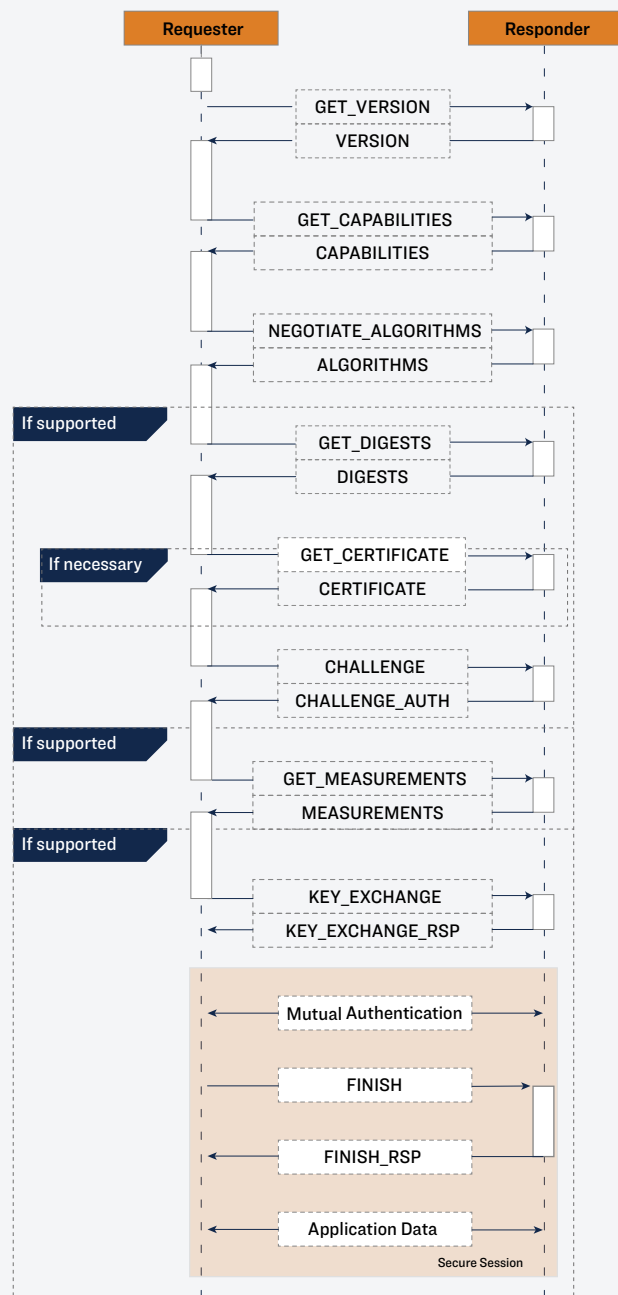 Requester
Responder
GET_VERSION
VERSION
GET_CAPABILITIES
CAPABILITIES
NEGOTIATE_ALGORITHMS
ALGORITHMS
If supported
GET_DIGESTS
DIGESTS
If necessary
GET_CERTIFICATE
CERTIFICATE
CHALLENGE
CHALLENGE_AUTH
If supported
GET_MEASUREMENTS
MEASUREMENTS
If supported
KEY_EXCHANGE
KEY_EXCHANGE_RSP
Mutual Authentication
FINISH
FINISH_RSP
Application Data
Secure Session